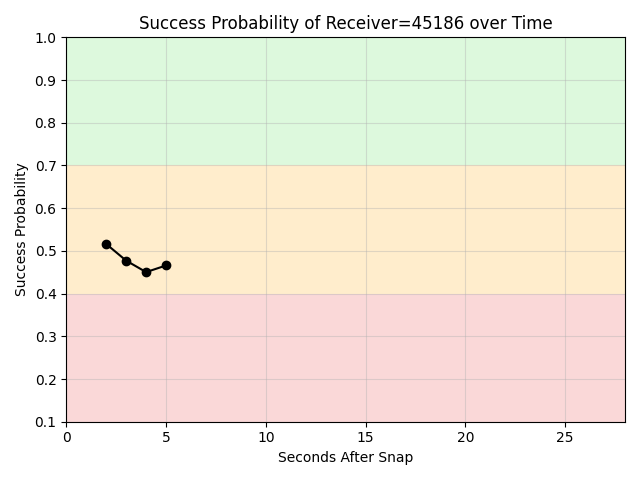 Success Probability of Receiver=45186 over Time
1.0
0.9
0.8
0.7
0.6
0.5
0.4
0.3
0.2
0.1
Success Probability
0 5 10 15 20 25
Seconds After Snap